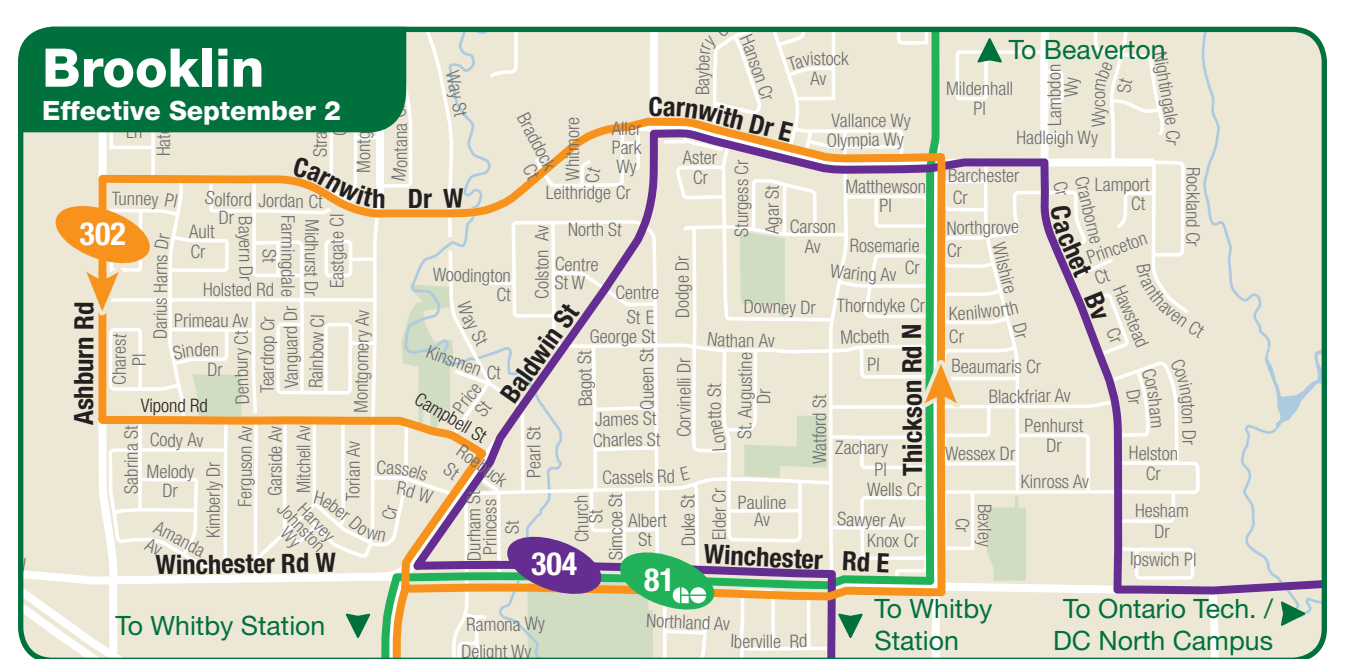 Brooklin
Effective September 2
To Beaverton
Way St
Bayberry
Hanson Cr
Tavistock
Av
Mildenhall
Pl
Lambdon
Wy
Wycombe
St
Nightingale Cr
Montana
Carnwith Dr E
Braddock
Ct
Whitmore
Ct
Aller
Park
Wy
Vallance Wy
Olympia Wy
Hadleigh Wy
Carnwith Dr W
Leithridge Cr
Aster
Cr
Sturgess Cr
Agar St
Matthewson
Pl
Barchester
Cr
Cr
Cranborne
Lamport
Ct
Rockland Cr
Tunney Pl
Solford
Dr
Jordan Ct
302
Ault
Cr
Darius Harns Dr
Bayern Dr
Farmingdale
St
Midhurst Dr
Eastgate Cl
North St
Carson
Av
Rosemarie
Cr
Northgrove
Cr
Cachet Bv
Princeton
Ct
Woodington
Ct
Colston Av
Centre
St W
Centre
St E
Dodge Dr
Waring Av
Wilshire
Dr
Branthaven Ct
Holsted Rd
Downey Dr
Thorndyke Cr
Kenilworth
Cr
Hawstead
Cr
Ashburn Rd
Primeau Av
Sinden
Dr
Charest
Pl
Denbury Ct
Teardrop Cr
Vanguard Dr
Rainbow Cl
Montgomery Av
Way St
Kinsmen Ct
Baldwin St
George St
Nathan Av
Mcbeth
Pl
Thickson Rd N
Beaumaris Cr
Price
St
Bagot St
Queen St
Corvinelli Dr
Lonetto St
St. Augustine
Dr
Blackfriar Av
Corsham
Dr
Covington Dr
Vipond Rd
Campbell St
James St
Charles St
Watford St
Penhurst
Dr
Sabrina St
Cody Av
Roebuck
St
Pearl St
Zachary
Pl
Wessex Dr
Helston
Cr
Melody
Dr
Kimberly Dr
Ferguson Av
Garside Av
Mitchell Av
Torian Av
Cassels
Rd W
Cassels Rd E
Wells Cr
Kinross Av
Amanda
Av
Harvey
Johnston
Wy
Heber Down
Cr
Durham St
Princess
St
Church
St
Simcoe St
Albert
St
Duke St
Elder Cr
Pauline
Av
Sawyer Av
Knox Cr
Bexley
Cr
Hesham
Dr
Ipswich Pl
Winchester Rd W
304
81
Winchester Rd E
To Whitby Station
Ramona Wy
Delight Wy
Northland Av
Iberville Rd
To Whitby
Station
To Ontario Tech. /
DC North Campus